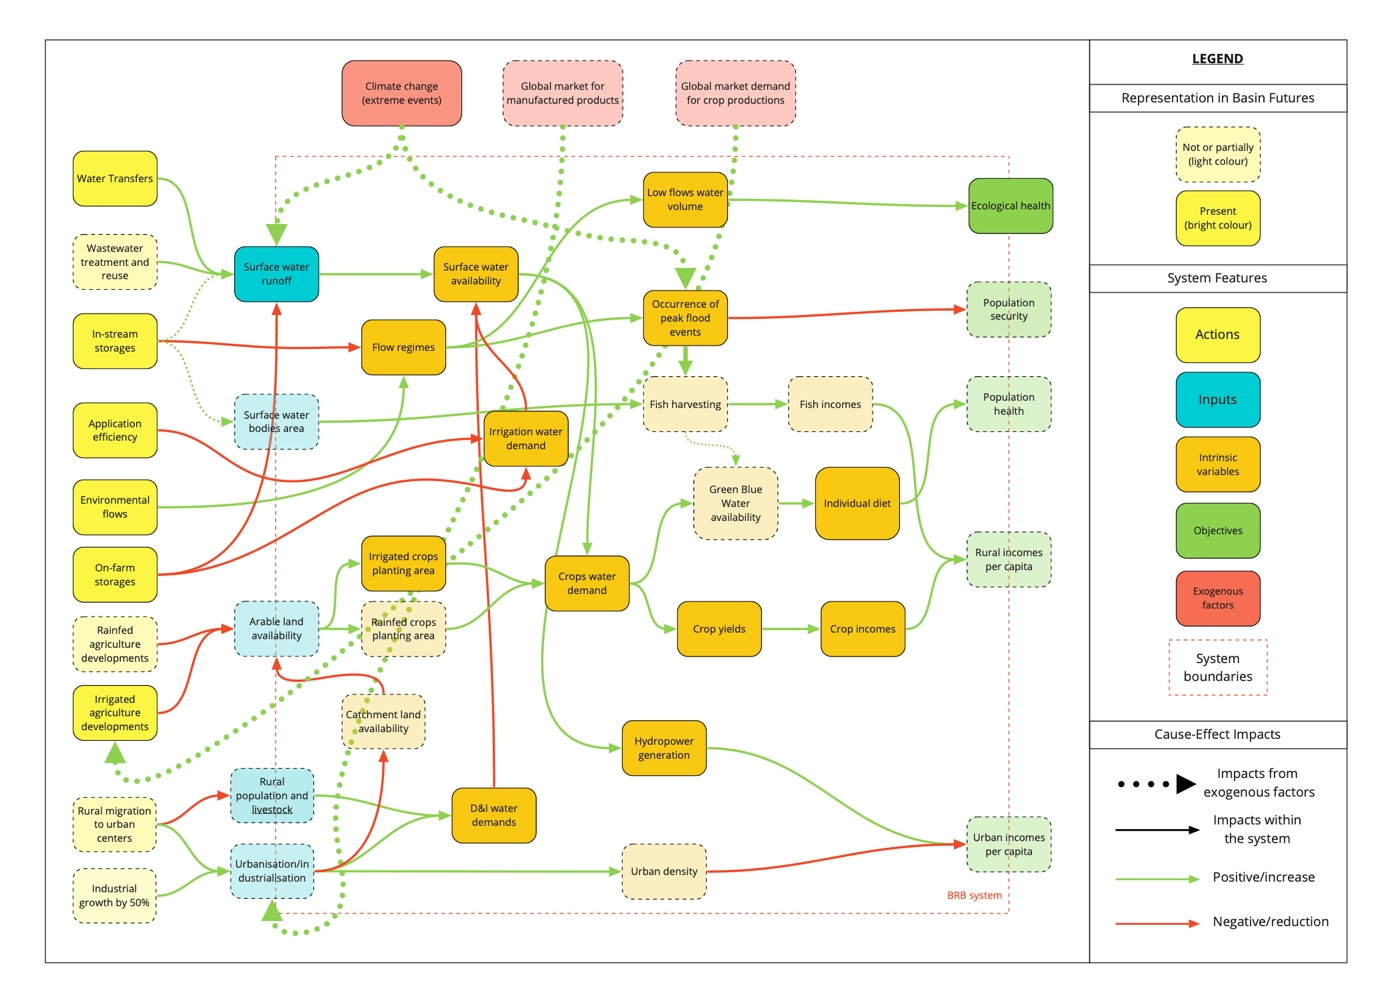 Climate change
(extreme events)
Global market for
manufactured products
Global market demand
for crop productions
Water Transfers
Wastewater
treatment and
reuse
In-stream
storages
Application
efficiency
Environmental
flows
On-farm
storages
Rainfed
agriculture
developments
Irrigated
agriculture
developments
Rural migration
to urban
centers
Industrial
growth by 50%
Surface water
runoff
Surface water
bodies area
Arable land
availability
Rural
population and
livestock
Urbanisation/in
dustrialisation
Flow regimes
Irrigated crops
planting area
Rainfed crops
planting area
Catchment land
availability
Surface water
availability
Irrigation water
demand
D&I water
demands
Crops water
demand
Low flows water
volume
Occurrence of
peak flood
events
Fish harvesting
Green Blue
Water
availability
Crop yields
Hydropower
generation
Urban density
Fish incomes
Individual diet
Crop incomes
Ecological health
Population
security
Population
health
Rural incomes
per capita
Urban incomes
per capita
BRB system
LEGEND
Representation in Basin Futures
Not or partially
(light colour)
Present
(bright colour)
System Features
Actions
Inputs
Intrinsic
variables
Objectives
Exogenous
factors
System
boundaries
Cause-Effect Impacts
Impacts from
exogenous factors
Impacts within
the system
Positive/increase
Negative/reduction